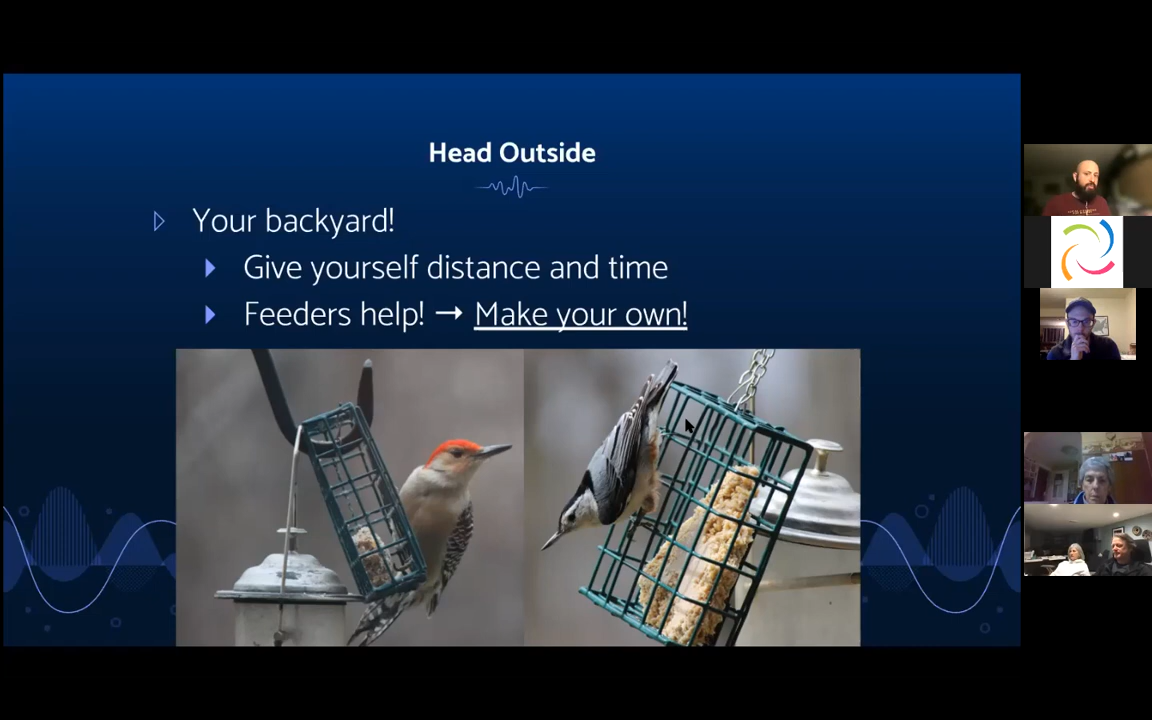 Head Outside
Your backyard!
Give yourself distance and time
Feeders help! → Make your own!